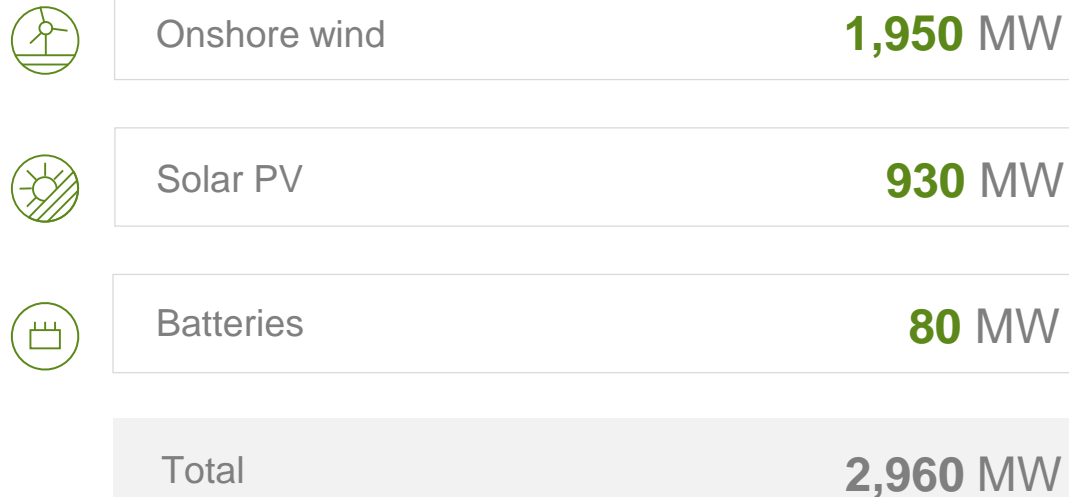 Onshore wind 1,950 MW
Solar PV 930 MW
Batteries 80 MW
Total 2,960 MW